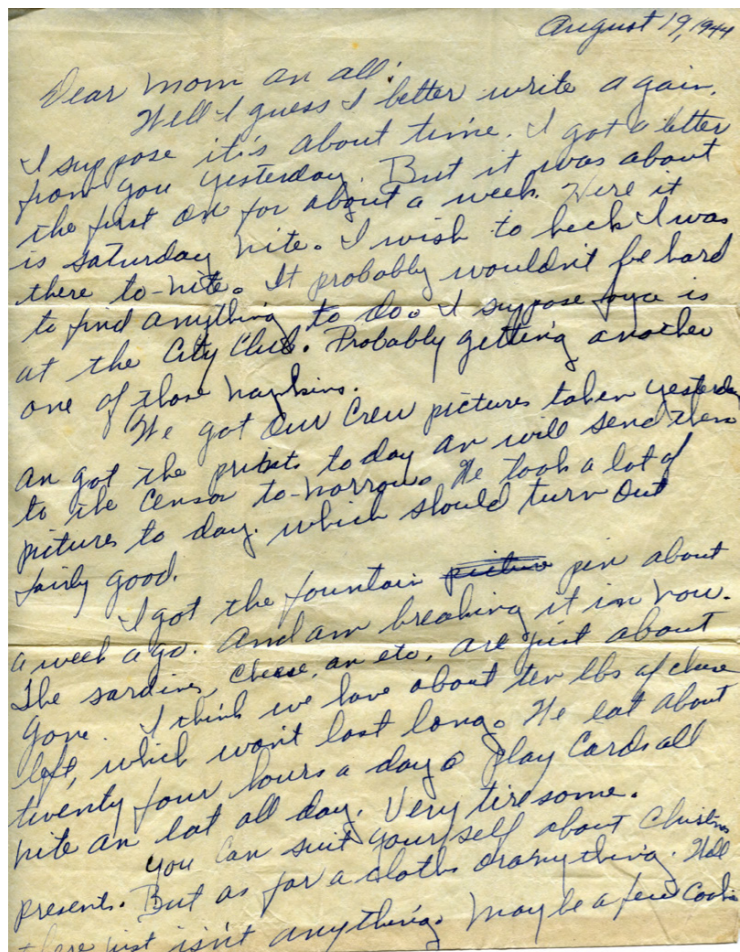 August 19, 1944
Dear Mom an all:
Well I guess I better write again.
I suppose it's about time. I got a letter
from you yesterday. But it was about
the first on for about a week. Here it
is saturday nite. I wish to heck I was
there to-nite. It probably wouldn't be hard
to find anything to do. I suppose Joyce is
at the City Club. Probably getting another
one of those napkins.
We got our crew pictures taken yesterday
an got the prints today an will send them
to the censor to-morrow. We took a lot of
pictures to day. which should turn out
fairly good.
I got the fountain pin about
a week ago. And am breaking it in now.
The sardines, cheese, an etc. are just about
gone. I think we have about ten lbs of cheese
left, which won't last long. We eat about
twenty four hours a day. Play Cards all
nite an eat all day. Very tiresome.
You can suit yourself about Christmas
presents. But as for a cloths or anything. Well
there just isn't anything. Maybe a few Cookies